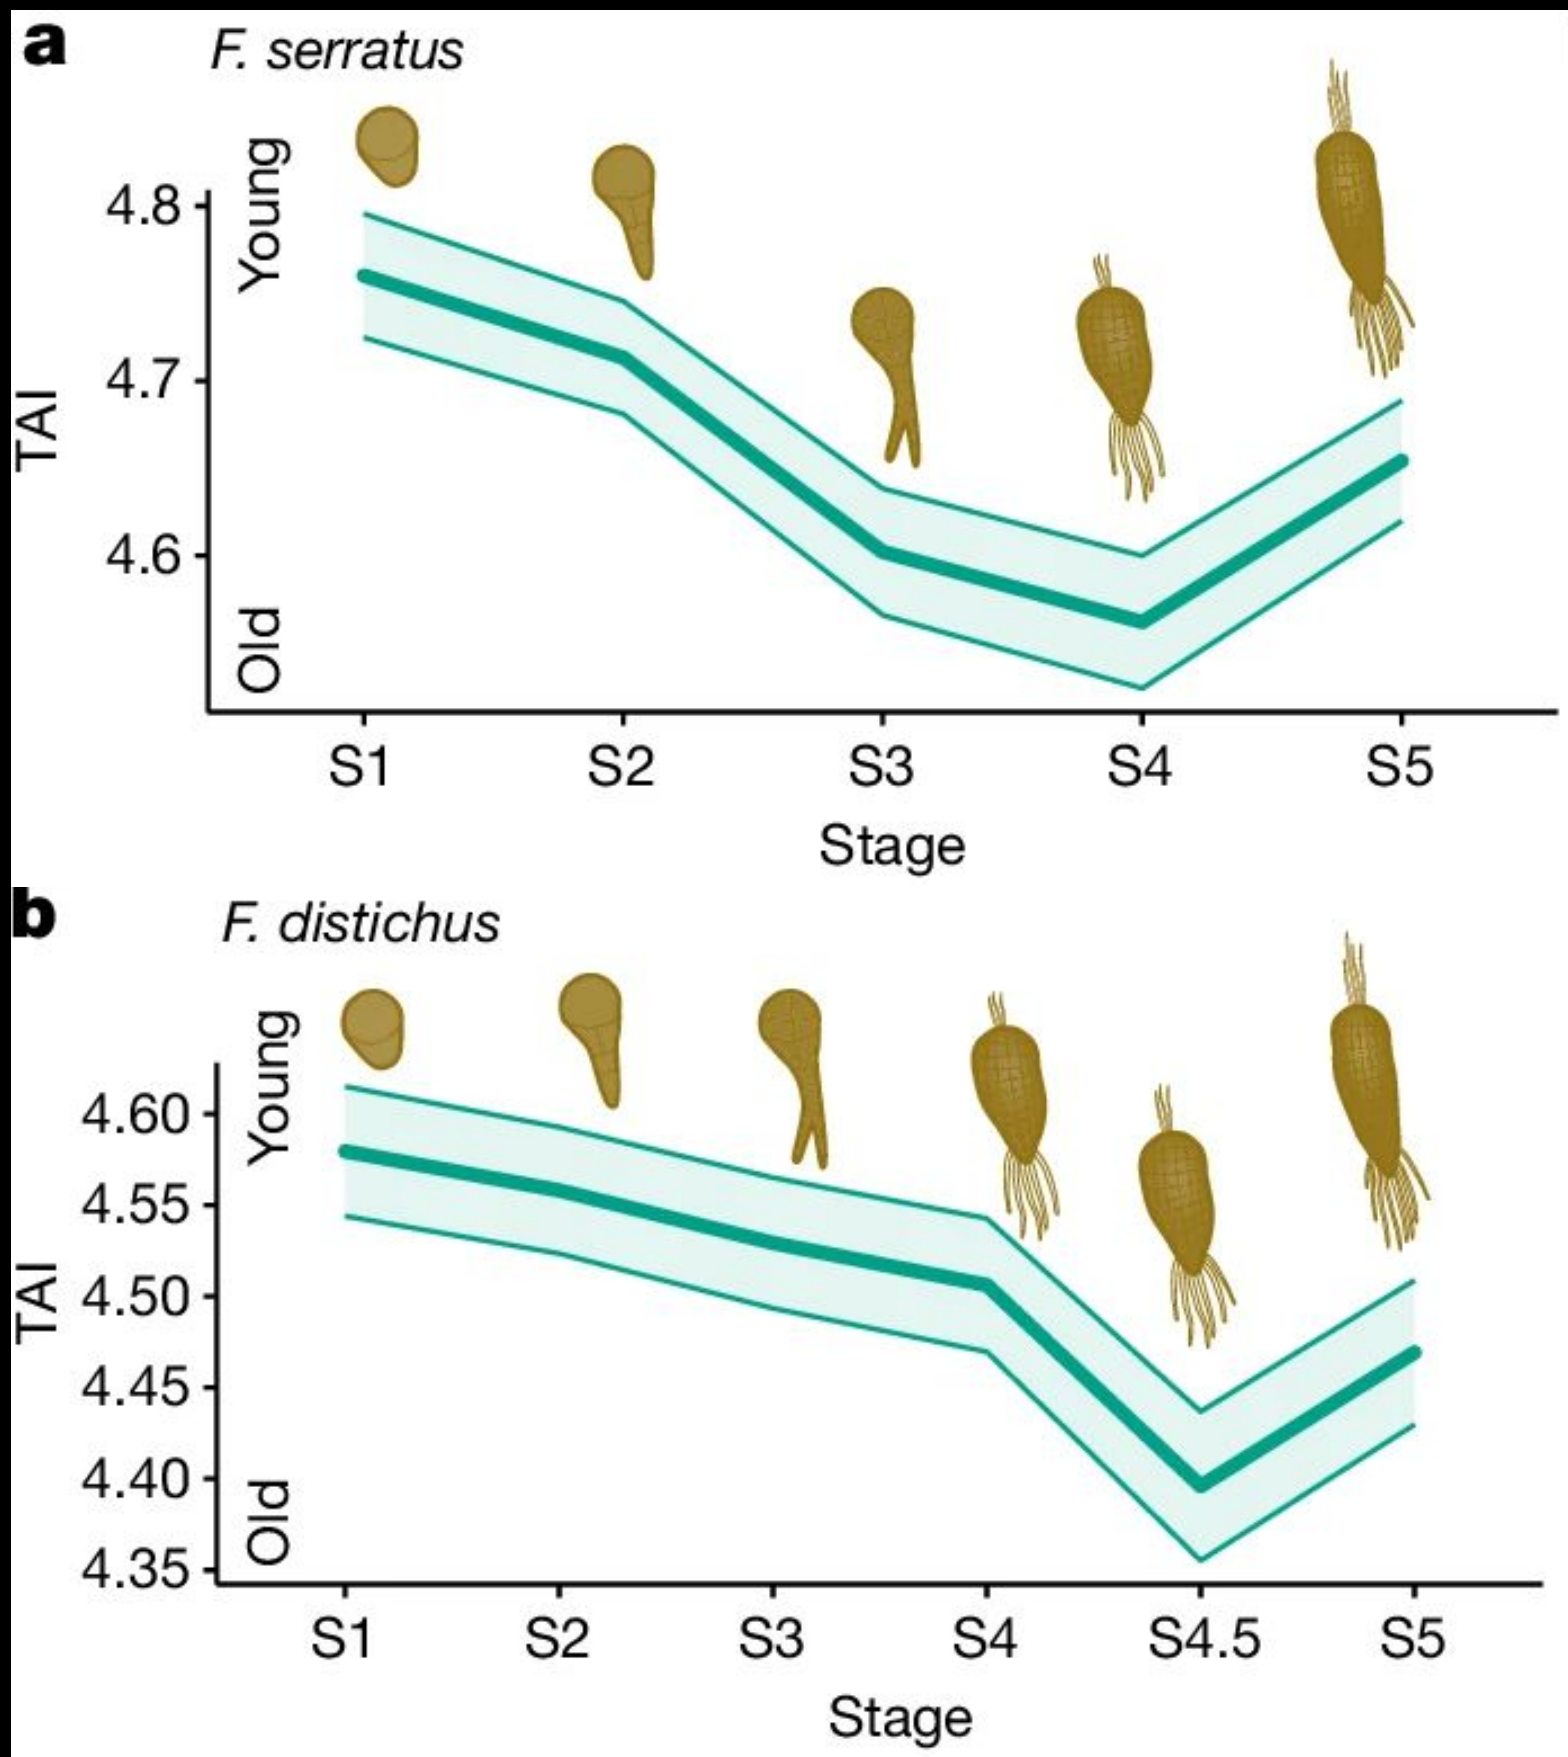 a
F. serratus
Young
4.8
4.7
TAI
4.6
Old
S1 S2 S3 S4 S5
Stage
b
F. distichus
Young
4.60
4.55
TAI
4.50
4.45
4.40
Old
4.35
S1 S2 S3 S4 S4.5 S5
Stage